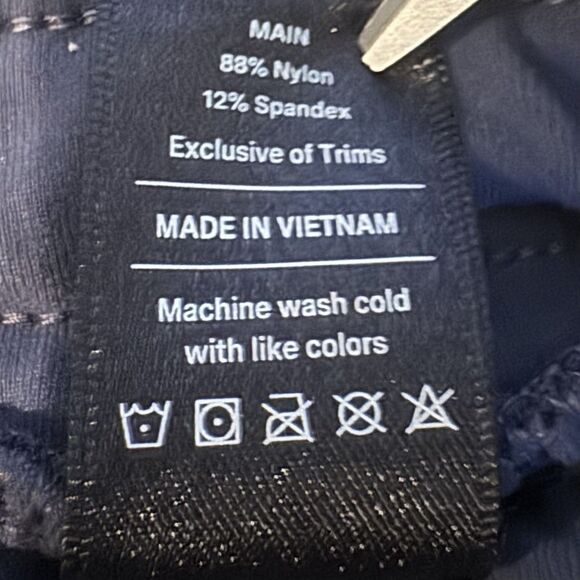 MAIN
88% Nylon
12% Spandex
Exclusive of Trims
MADE IN VIETNAM
Machine wash cold
with like colors